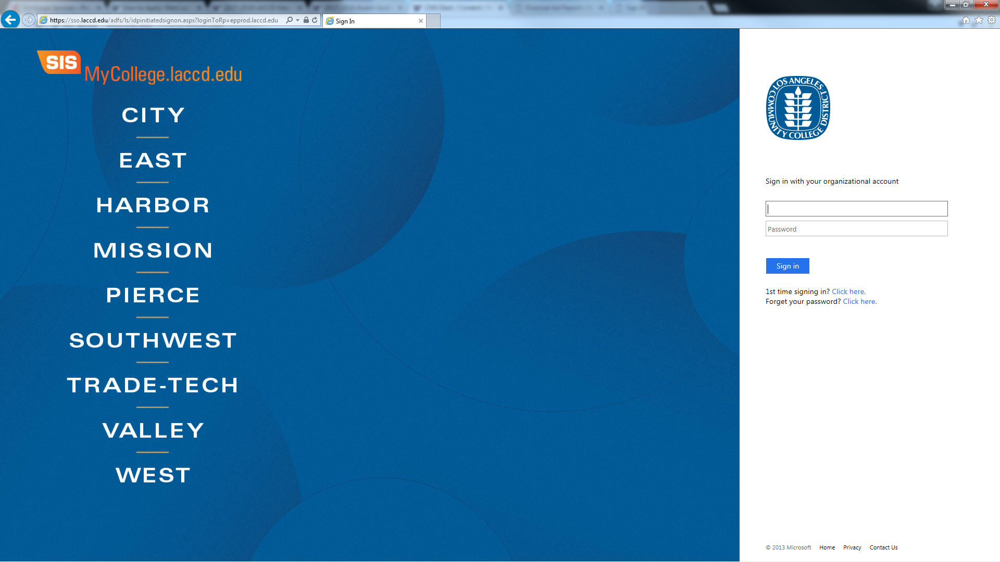 https://sso.laccd.edu/adfs/ls/idpinitiatedsignon.aspx?loginToRp=epprod.laccd.edu
Sign In
SIS
MyCollege.laccd.edu
CITY
EAST
HARBOR
MISSION
PIERCE
SOUTHWEST
TRADE-TECH
VALLEY
WEST
·LOS ANGELES·
COMMUNITY COLLEGE DISTRICT
Sign in with your organizational account
Password
Sign in
1st time signing in? Click here.
Forget your password? Click here.
© 2013 Microsoft Home Privacy Contact Us